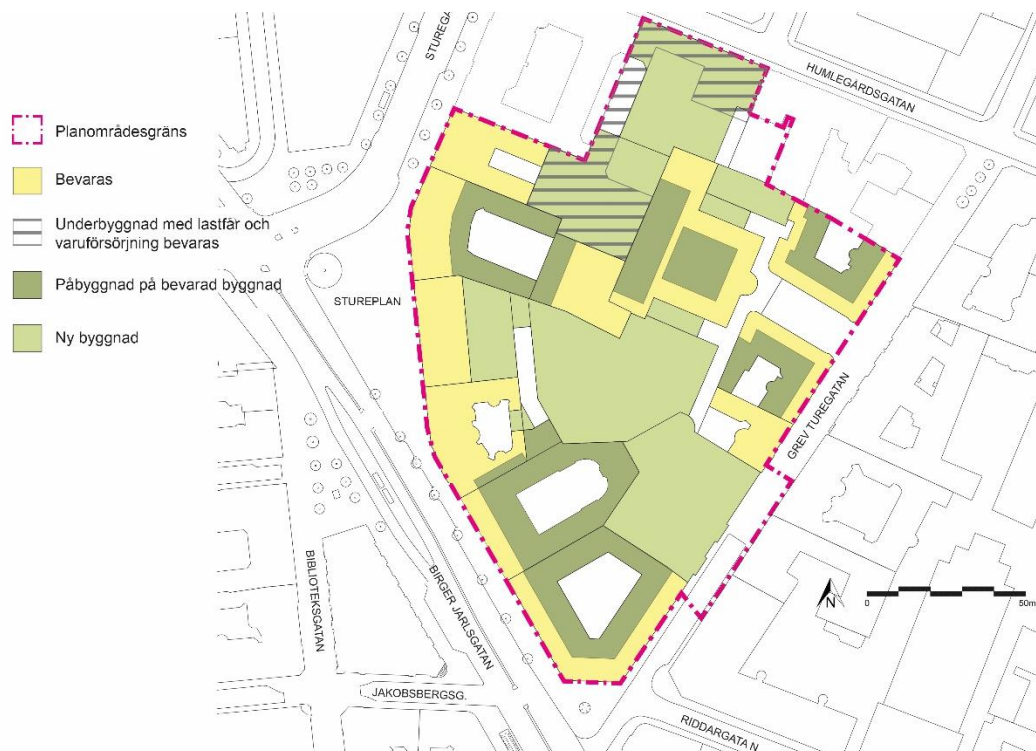 Planområdesgräns
Bevaras
Underbyggnad med lastfär och
varuförsörjning bevaras
Påbyggnad på bevarad byggnad
Ny byggnad
STUREGA
HUMLEGÅRDSGATAN
STUREPLAN
GREV TUREGATAN
BIBLIOTEKSGATAN
BIRGER JARLSGATAN
JAKOBSBERGSG.
RIDDARGATAN
N
0
50m